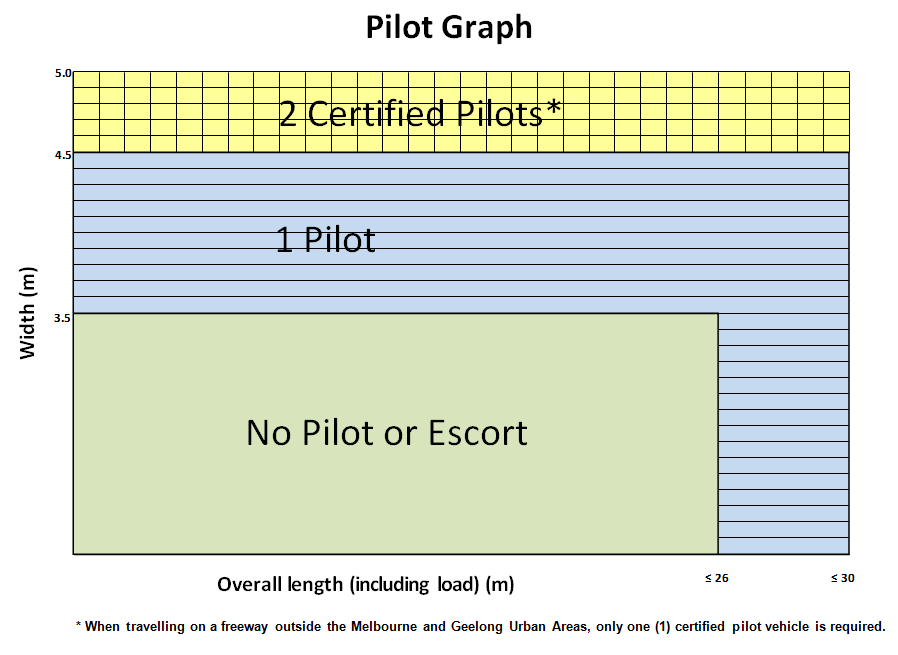 Pilot Graph
5.0
2 Certified Pilots*
4.5
1 Pilot
Width (m)
3.5
No Pilot or Escort
≤ 26
≤ 30
Overall length (including load) (m)
* When travelling on a freeway outside the Melbourne and Geelong Urban Areas, only one (1) certified pilot vehicle is required.